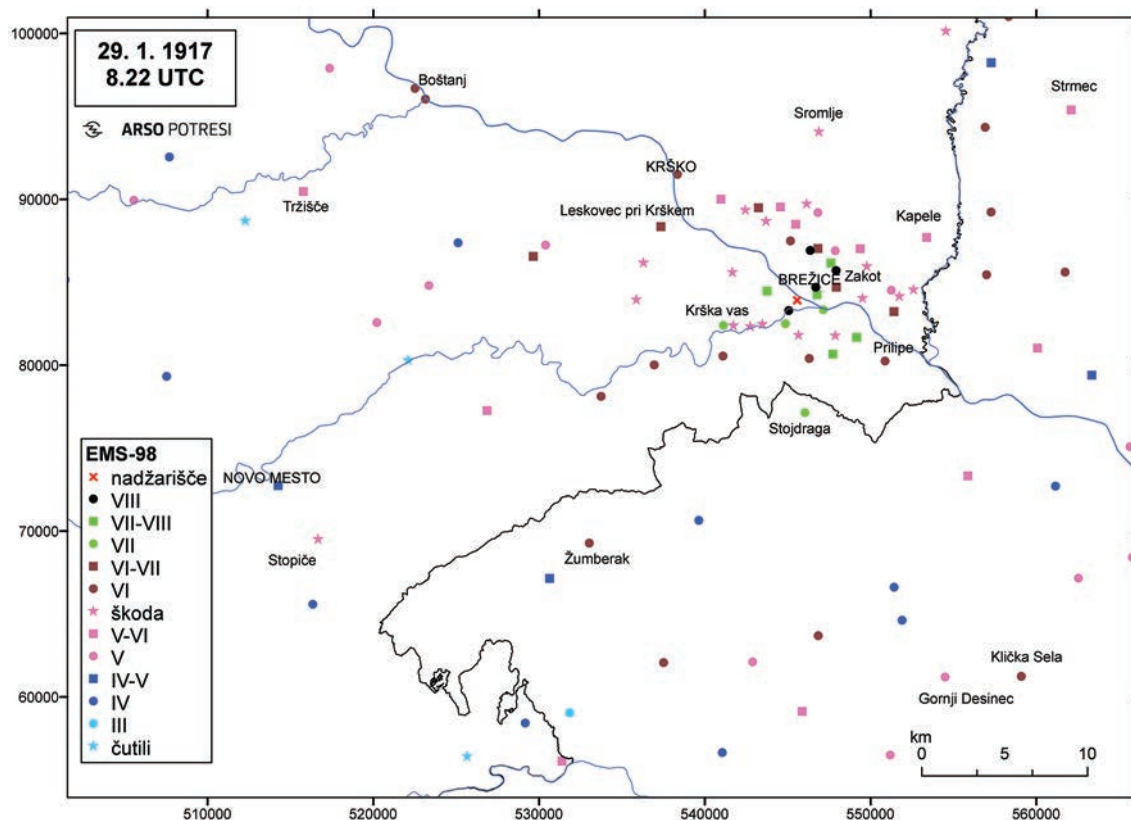 29. 1. 1917
8.22 UTC
ARSO POTRESI
100000
90000
80000
70000
60000
Boštanj
Strmec
Sromlje
KRŠKO
Tržišče
Leskovec pri Krškem
Kapele
BREŽICE
Zakot
Krška vas
Prilipe
Stojdraga
NOVO MESTO
Stopiče
Žumberak
Klička Sela
Gornji Desinec
EMS-98
nadžarišče
VIII
VII-VIII
VII
VI-VII
VI
škoda
V-VI
V
IV-V
IV
III
čutili
km
0 5 10
510000 520000 530000 540000 550000 560000